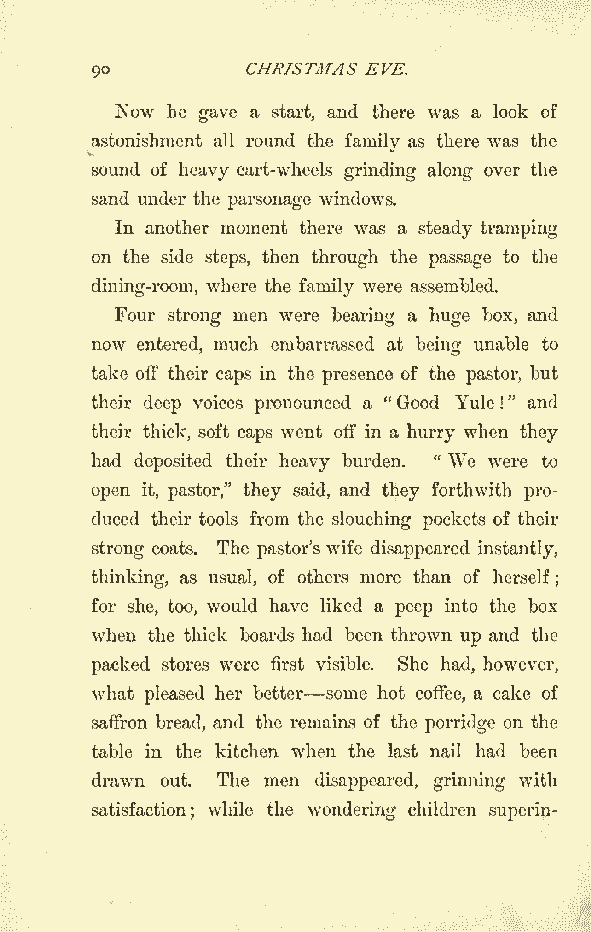 90 CHRISTMAS EVE.
Now he gave a start, and there was a look of
astonishment all round the family as there was the
sound of heavy cart-wheels grinding along over the
sand under the parsonage windows.
In another moment there was a steady tramping
on the side steps, then through the passage to the
dining-room, where the family were assembled.
Four strong men were bearing a huge box, and
now entered, much embarrassed at being unable to
take off their caps in the presence of the pastor, but
their deep voices pronounced a “Good Yule!” and
their thick, soft caps went off in a hurry when they
had deposited their heavy burden. “We were to
open it, pastor,” they said, and they forthwith pro-
duced their tools from the slouching pockets of their
strong coats. The pastor’s wife disappeared instantly,
thinking, as usual, of others more than of herself;
for she, too, would have liked a peep into the box
when the thick boards had been thrown up and the
packed stores were first visible. She had, however,
what pleased her better—some hot coffee, a cake of
saffron bread, and the remains of the porridge on the
table in the kitchen when the last nail had been
drawn out. The men disappeared, grinning with
satisfaction; while the wondering children superin-